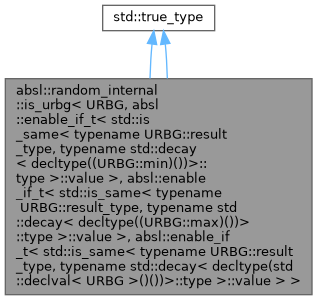 std::true_type
absl::random_internal
::is_urbg< URBG, absl
::enable_if_t< std::is
_same< typename URBG::result
_type, typename std::decay
< decltype((URBG::min)())>::
type >::value >, absl::enable
_if_t< std::is_same< typename
URBG::result_type, typename std
::decay< decltype((URBG::max)())>
::type >::value >, absl::enable_if
_t< std::is_same< typename URBG::result
_type, typename std::decay< decltype(std
::declval< URBG >()())>::type >::value > >